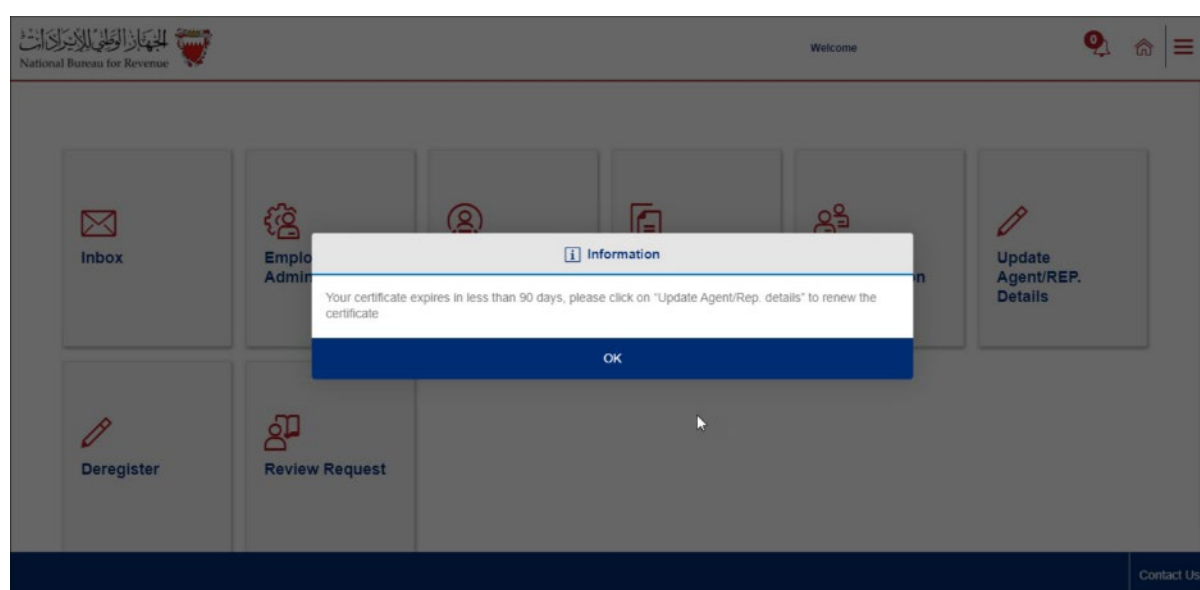 الجهاز الوطني للإيرادات
National Bureau for Revenue
Welcome
0
Inbox
Emplo
Admin
n
Update
Agent/REP.
Details
i Information
Your certificate expires in less than 90 days, please click on "Update Agent/Rep. details" to renew the
certificate
OK
Deregister
Review Request
Contact Us